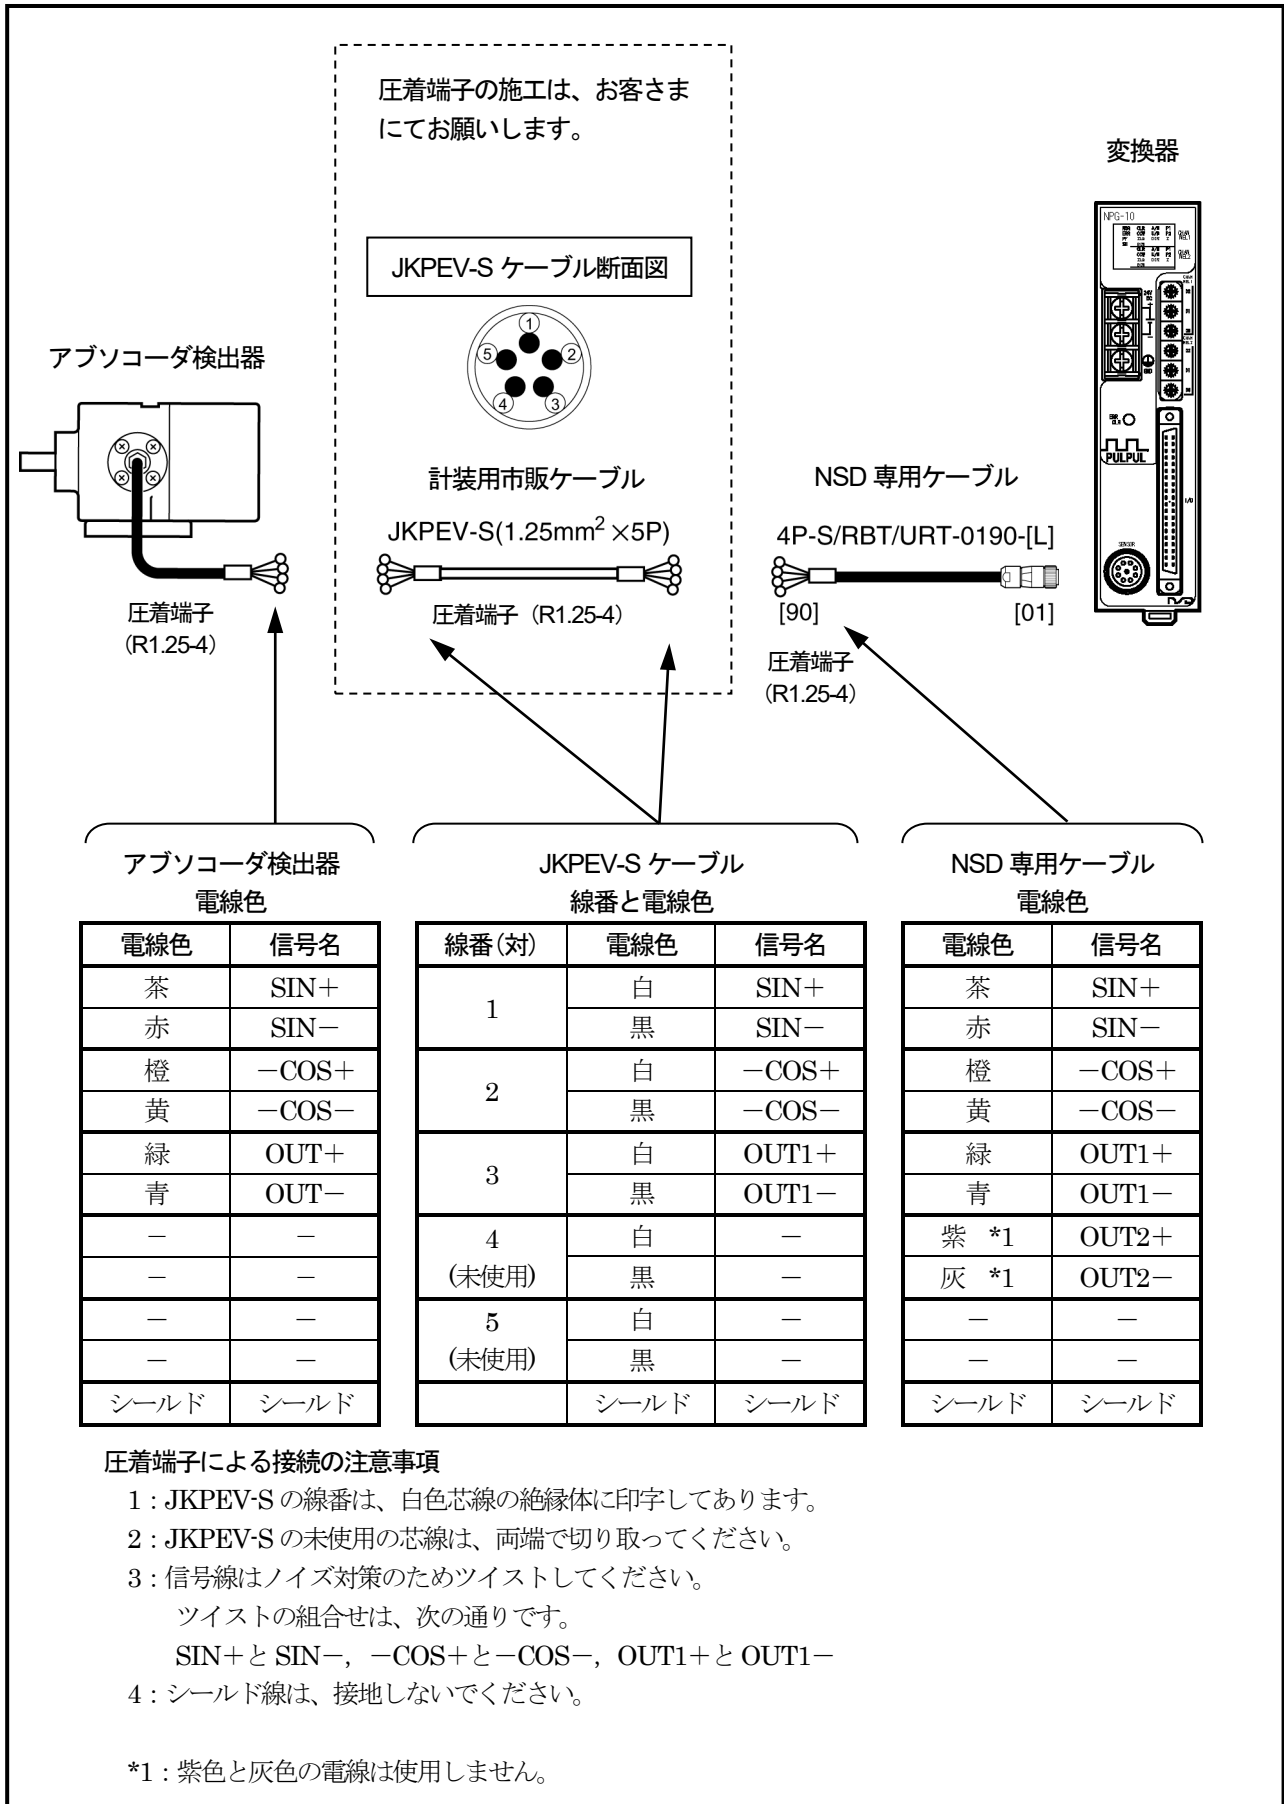 圧着端子の施工は、お客さま
にてお願いします。
変換器
NPG-10
JKPEV-S ケーブル断面図
1
2
3
4
5
アブソコーダ検出器
計装用市販ケーブル
JKPEV-S(1.25mm² ×5P)
NSD 専用ケーブル
4P-S/RBT/URT-0190-[L]
PULPUL
SENSOR
I/O
圧着端子
(R1.25-4)
圧着端子 (R1.25-4)
[90] [01]
圧着端子
(R1.25-4)
アブソコーダ検出器
電線色
電線色 信号名
茶 SIN+
赤 SIN-
橙 -COS+
黄 -COS-
緑 OUT+
青 OUT-
- -
- -
- -
- -
シールド シールド
JKPEV-S ケーブル
線番と電線色
線番(対) 電線色 信号名
1 白 SIN+
黒 SIN-
2 白 -COS+
黒 -COS-
3 白 OUT1+
黒 OUT1-
4 白 -
(未使用) 黒 -
5 白 -
(未使用) 黒 -
シールド シールド
NSD 専用ケーブル
電線色
電線色 信号名
茶 SIN+
赤 SIN-
橙 -COS+
黄 -COS-
緑 OUT1+
青 OUT1-
紫 *1 OUT2+
灰 *1 OUT2-
- -
- -
シールド シールド
圧着端子による接続の注意事項
1:JKPEV-S の線番は、白色芯線の絶縁体に印字してあります。
2:JKPEV-S の未使用の芯線は、両端で切り取ってください。
3:信号線はノイズ対策のためツイストしてください。
ツイストの組合せは、次の通りです。
SIN+と SIN-, -COS+と-COS-, OUT1+と OUT1-
4:シールド線は、接地しないでください。
*1:紫色と灰色の電線は使用しません。